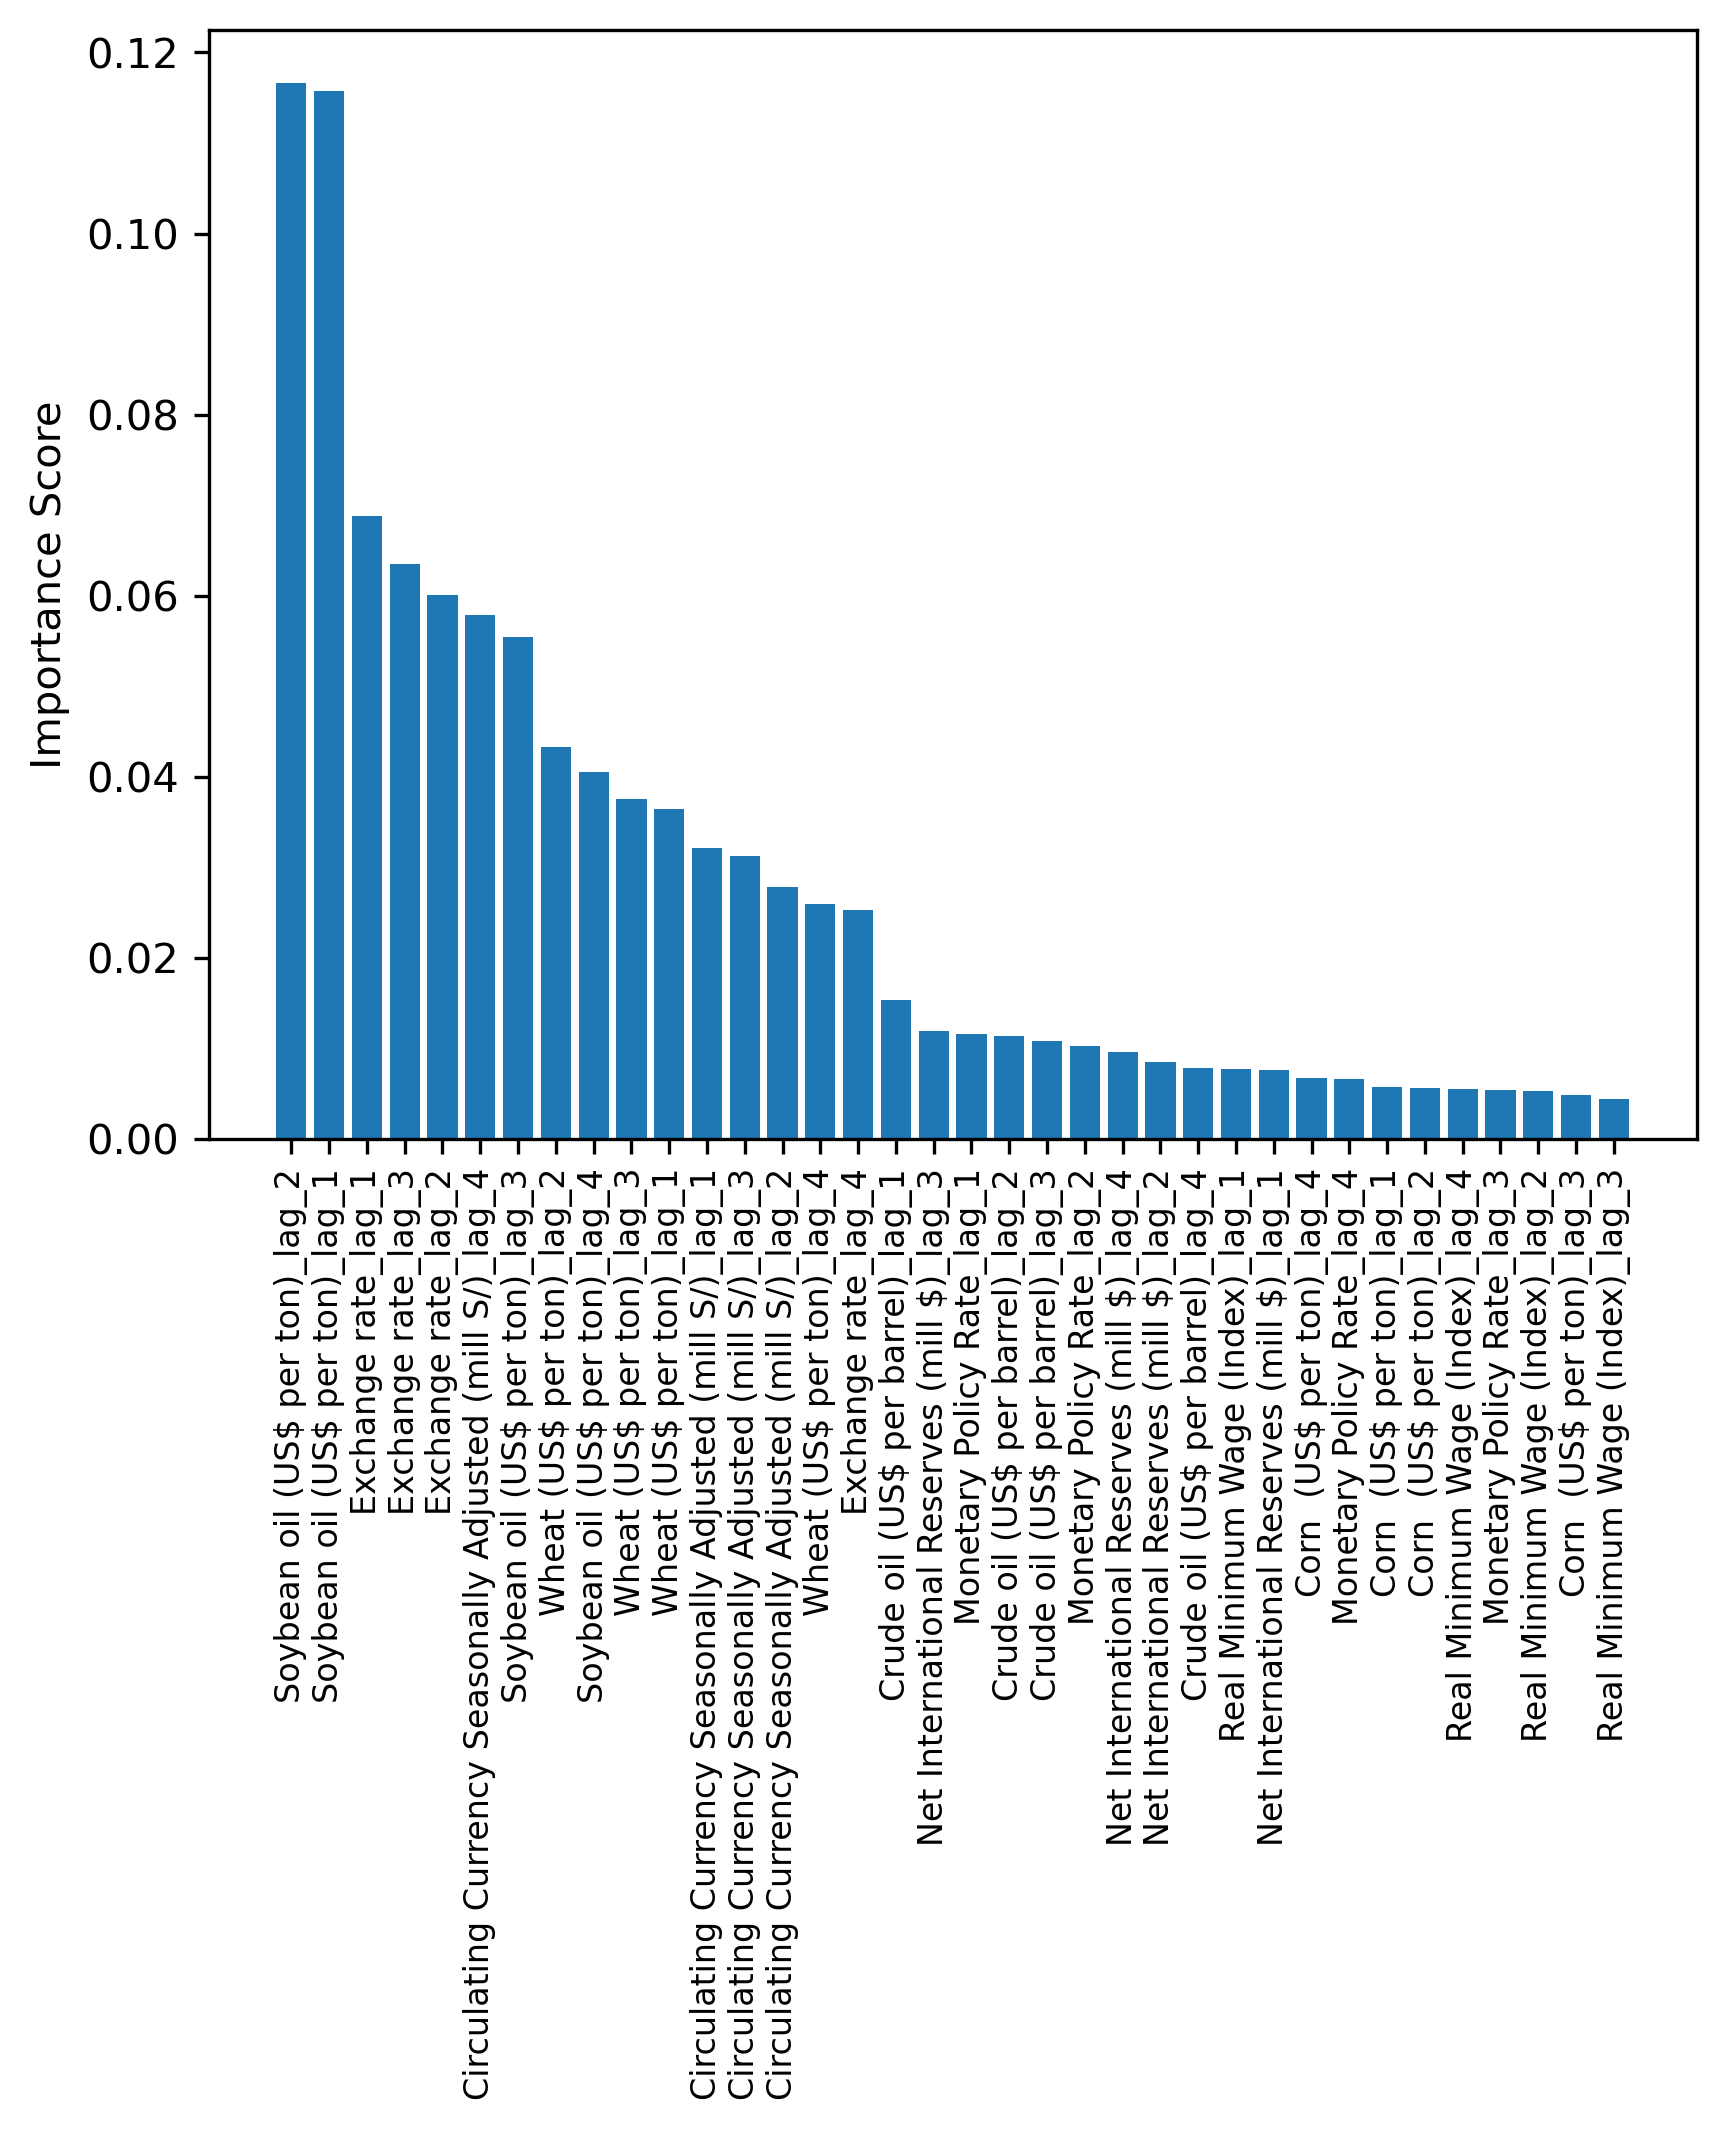 0.12
0.10
0.08
0.06
0.04
0.02
0.00
Importance Score
Soybean oil (US$ per ton)_lag_2
Soybean oil (US$ per ton)_lag_1
Exchange rate_lag_1
Exchange rate_lag_3
Exchange rate_lag_2
Circulating Currency Seasonally Adjusted (mill S/)_lag_4
Soybean oil (US$ per ton)_lag_3
Wheat (US$ per ton)_lag_2
Soybean oil (US$ per ton)_lag_4
Wheat (US$ per ton)_lag_3
Wheat (US$ per ton)_lag_1
Circulating Currency Seasonally Adjusted (mill S/)_lag_1
Circulating Currency Seasonally Adjusted (mill S/)_lag_3
Circulating Currency Seasonally Adjusted (mill S/)_lag_2
Wheat (US$ per ton)_lag_4
Exchange rate_lag_4
Crude oil (US$ per barrel)_lag_1
Net International Reserves (mill $)_lag_3
Monetary Policy Rate_lag_1
Crude oil (US$ per barrel)_lag_2
Crude oil (US$ per barrel)_lag_3
Monetary Policy Rate_lag_2
Net International Reserves (mill $)_lag_4
Net International Reserves (mill $)_lag_2
Crude oil (US$ per barrel)_lag_4
Real Minimum Wage (Index)_lag_1
Net International Reserves (mill $)_lag_1
Corn  (US$ per ton)_lag_4
Monetary Policy Rate_lag_4
Corn  (US$ per ton)_lag_1
Corn  (US$ per ton)_lag_2
Real Minimum Wage (Index)_lag_4
Monetary Policy Rate_lag_3
Real Minimum Wage (Index)_lag_2
Corn  (US$ per ton)_lag_3
Real Minimum Wage (Index)_lag_3